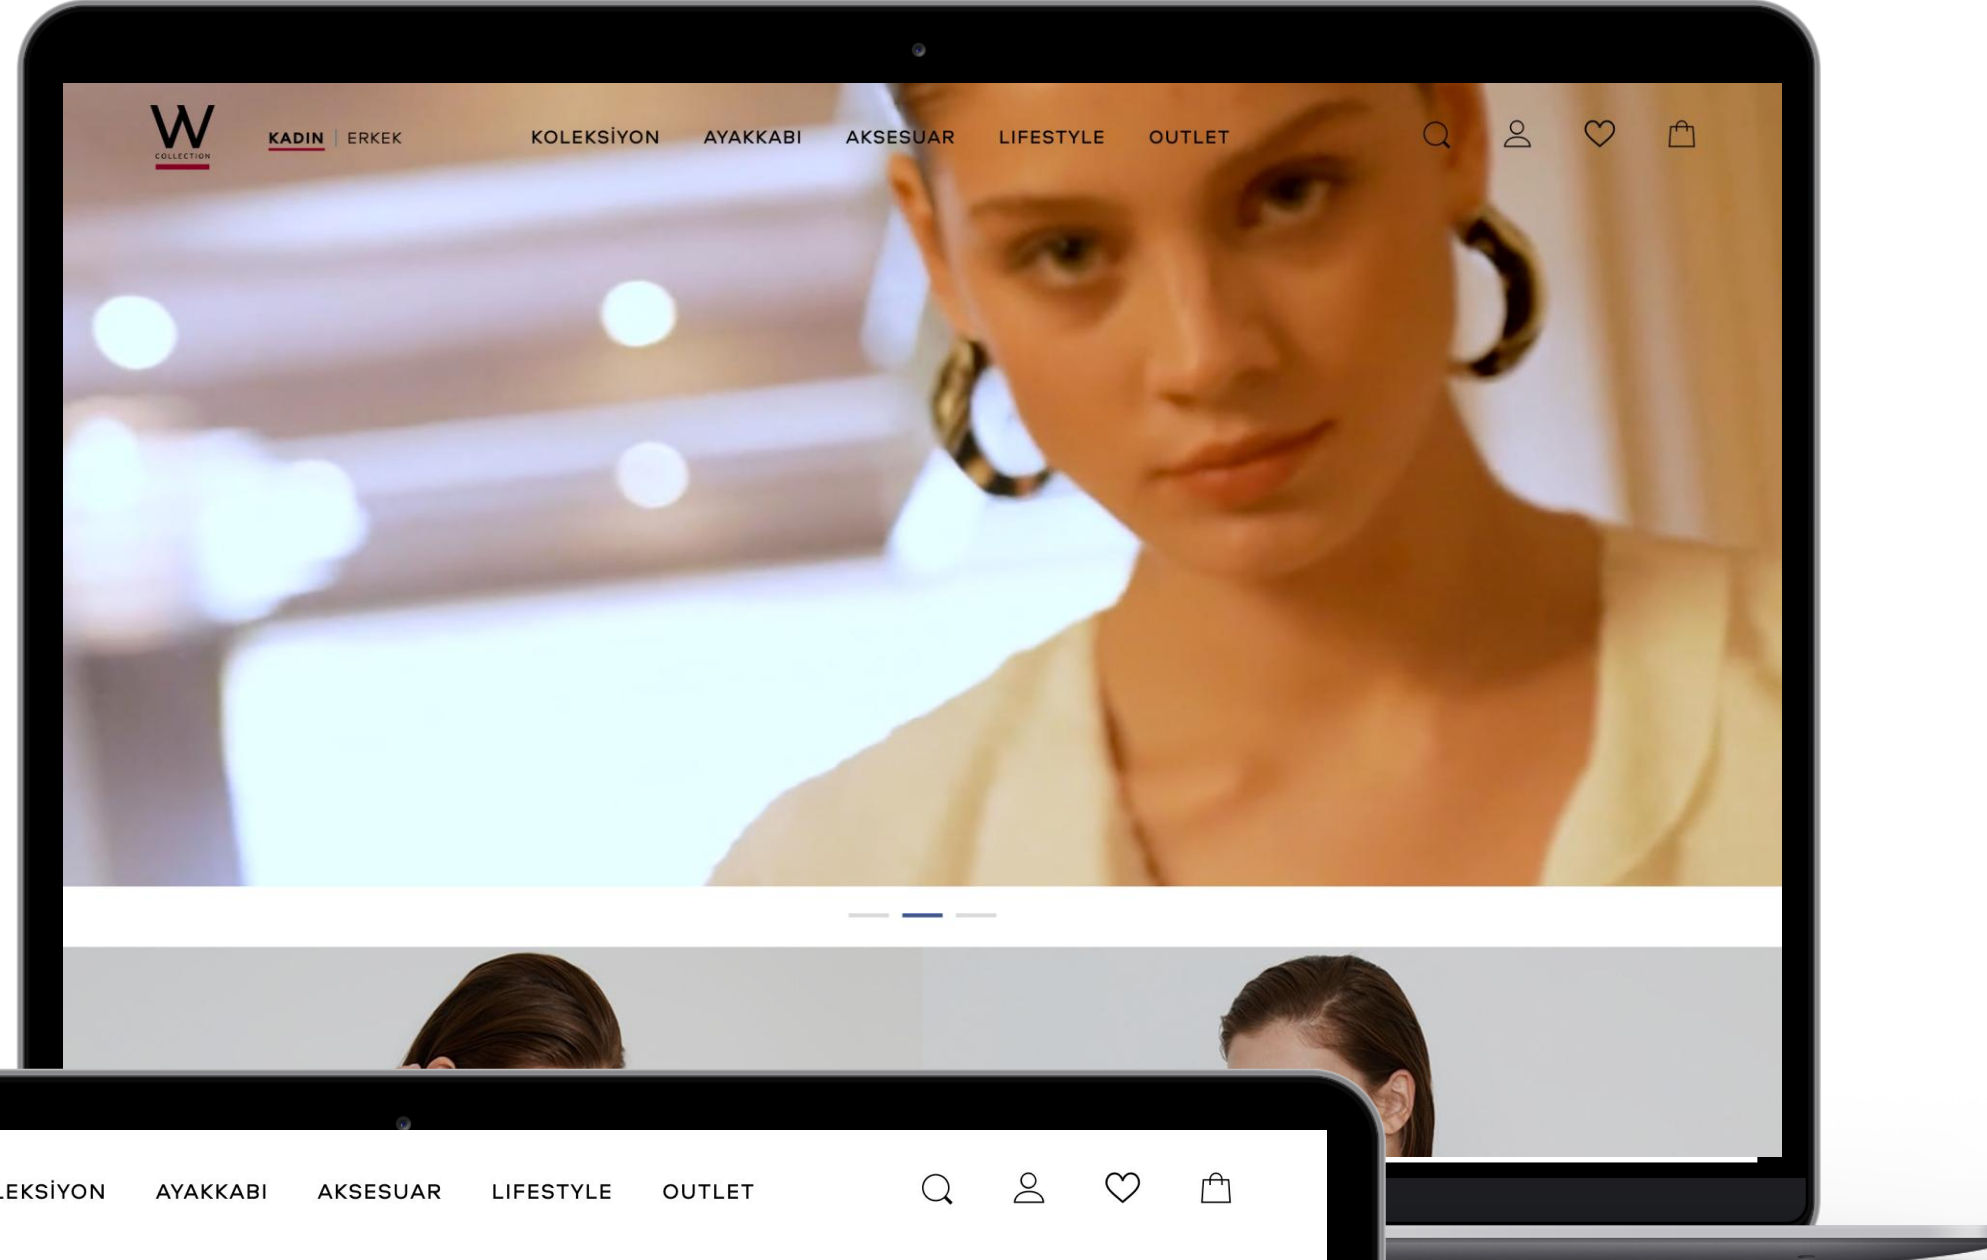 W
COLLECTION
KADIN | ERKEK KOLEKSİYON AYAKKABI AKSESUAR LIFESTYLE OUTLET
LEKSİYON AYAKKABI AKSESUAR LIFESTYLE OUTLET